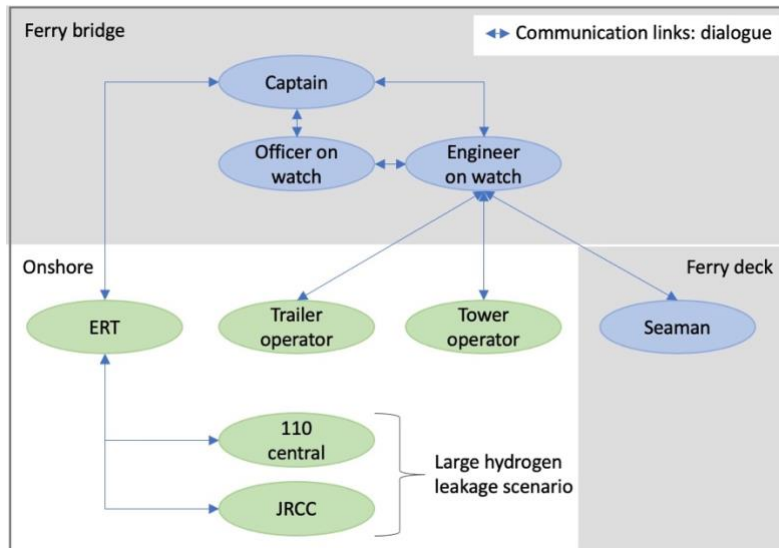 Ferry bridge
Communication links: dialogue
Captain
Officer on
watch
Engineer
on watch
Onshore
Ferry deck
ERT
Trailer
operator
Tower
operator
Seaman
110
central
Large hydrogen
leakage scenario
JRCC